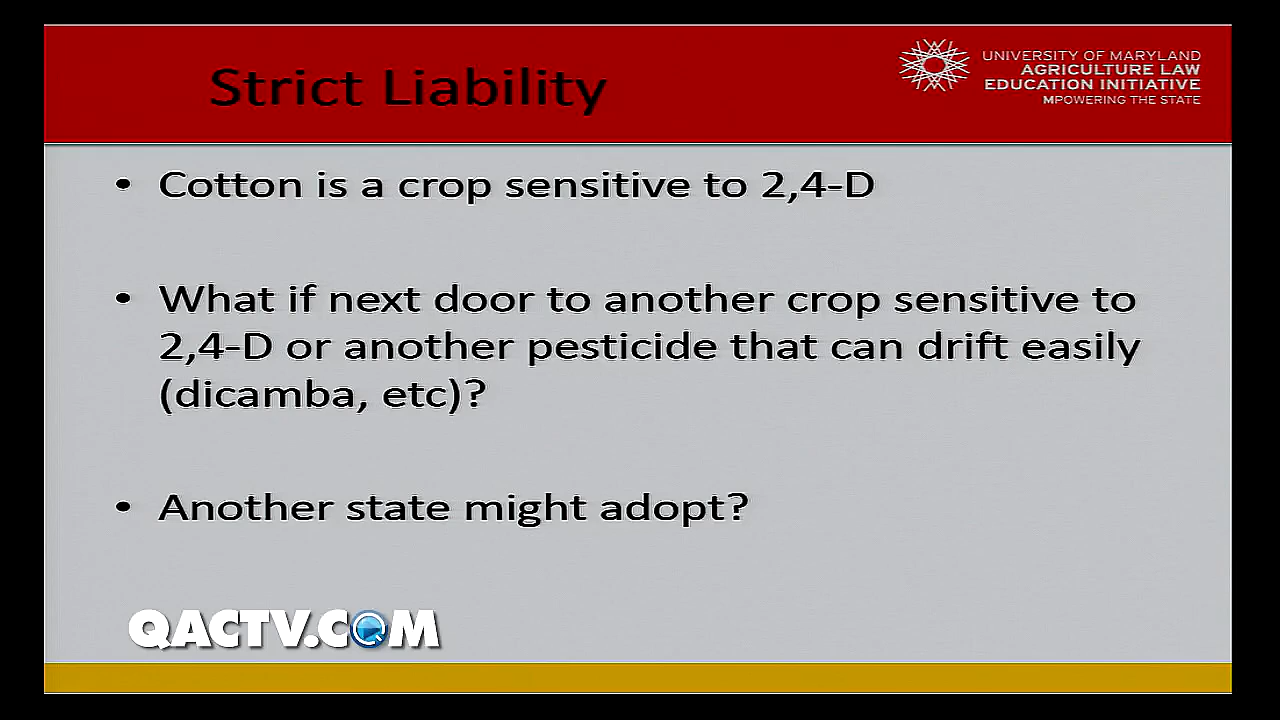 Strict Liability
UNIVERSITY OF MARYLAND
AGRICULTURE LAW
EDUCATION INITIATIVE
MPOWERING THE STATE
• Cotton is a crop sensitive to 2,4-D
• What if next door to another crop sensitive to
2,4-D or another pesticide that can drift easily
(dicamba, etc)?
• Another state might adopt?
QACTV.COM